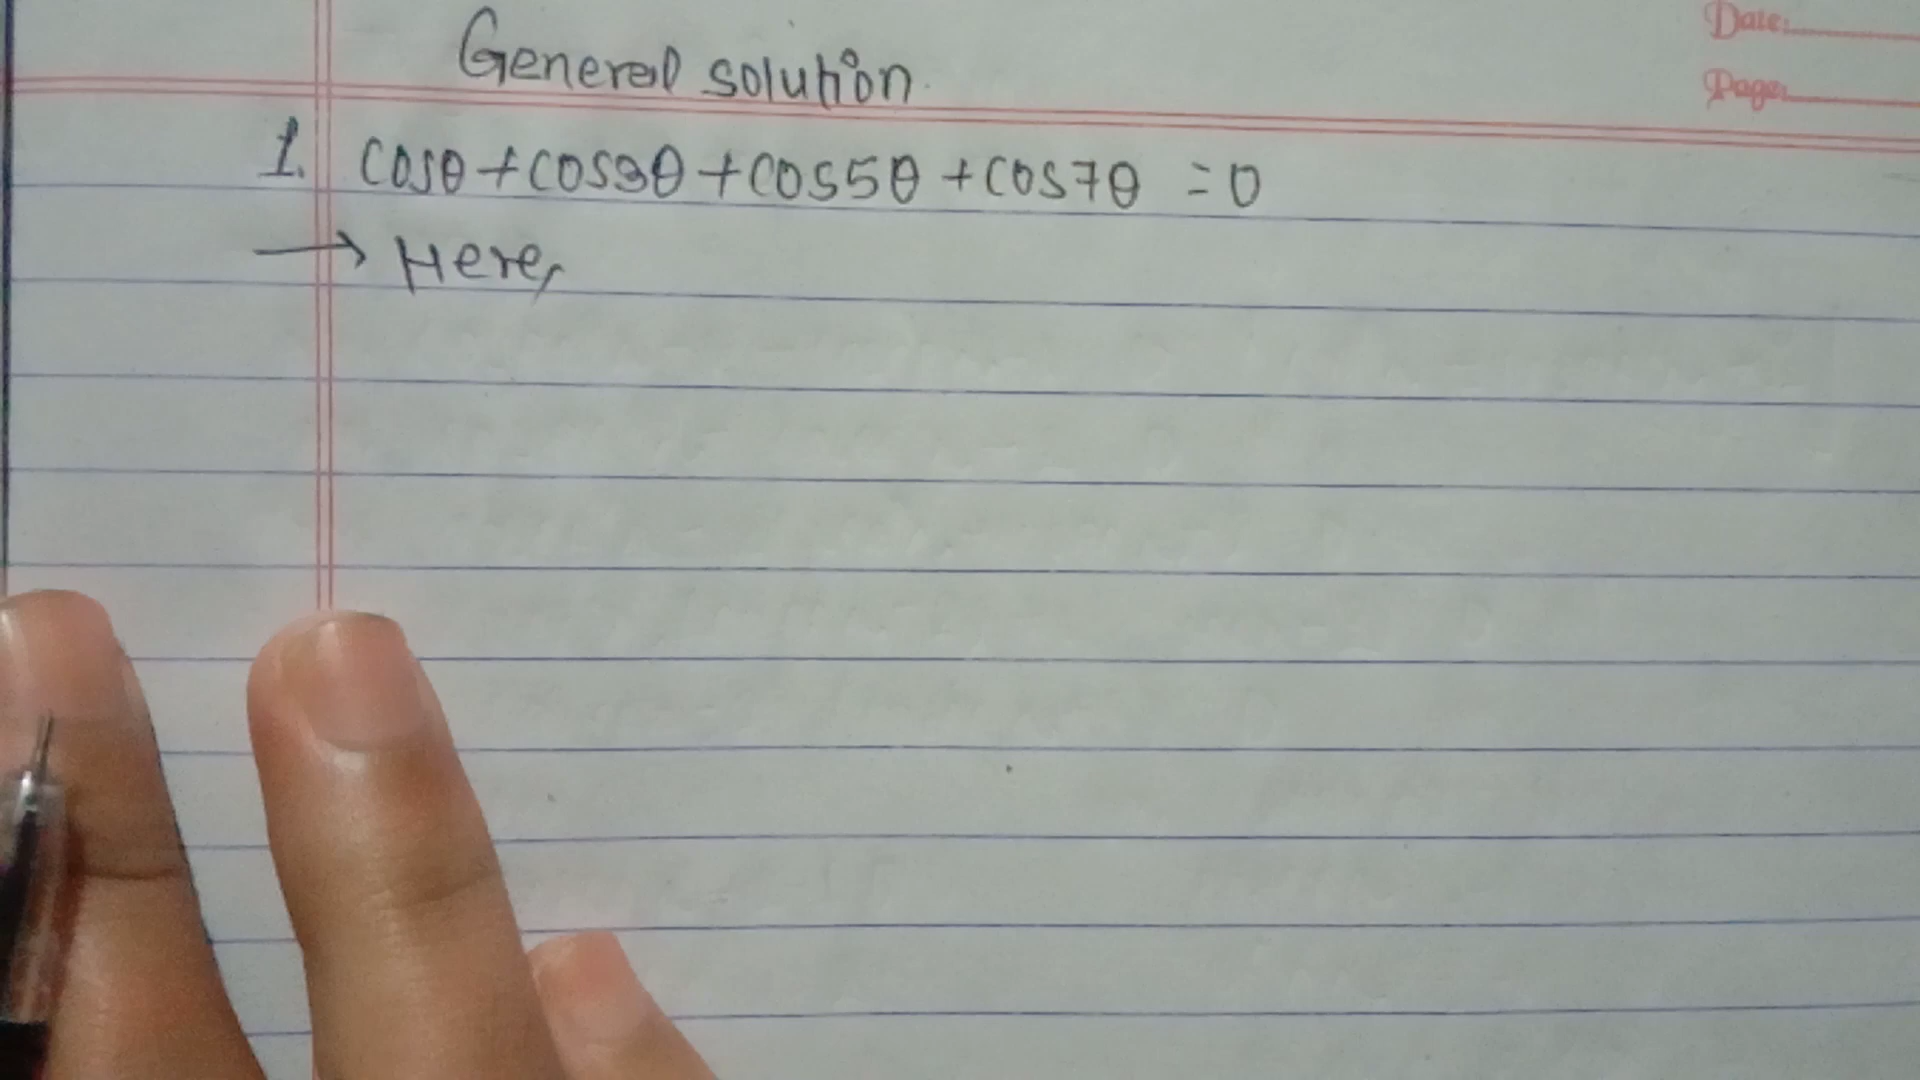 Date:
Page:
General solution.
1. cosθ + cos3θ + cos5θ + cos7θ = 0
→ Here,